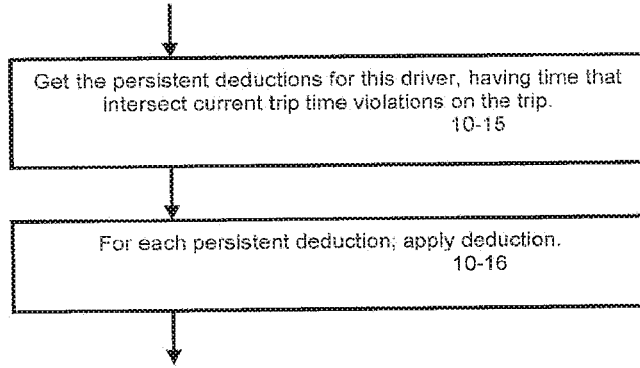 Get the persistent deductions for this driver, having time that
intersect current trip time violations on the trip.
10-15
For each persistent deduction; apply deduction.
10-16